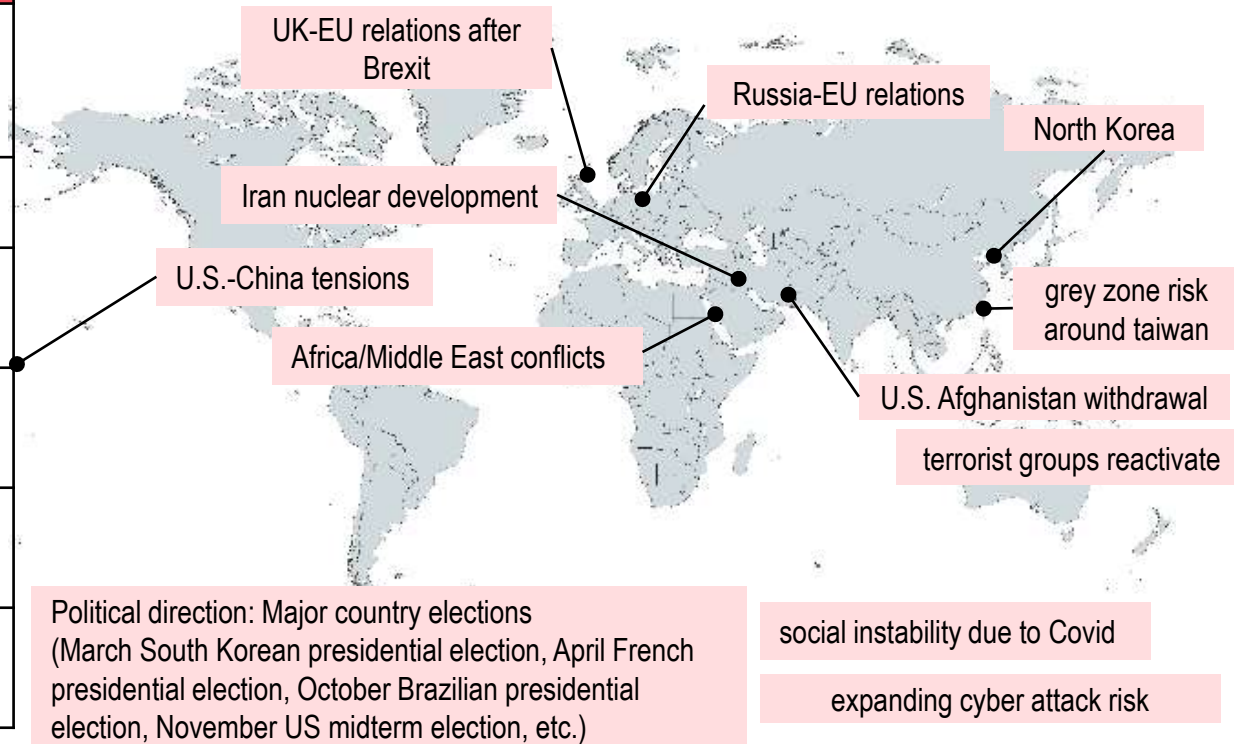 UK-EU relations after
Brexit
Russia-EU relations
North Korea
Iran nuclear development
U.S.-China tensions
grey zone risk
around taiwan
Africa/Middle East conflicts
U.S. Afghanistan withdrawal
terrorist groups reactivate
Political direction: Major country elections
(March South Korean presidential election, April French
presidential election, October Brazilian presidential
election, November US midterm election, etc.)
social instability due to Covid
expanding cyber attack risk